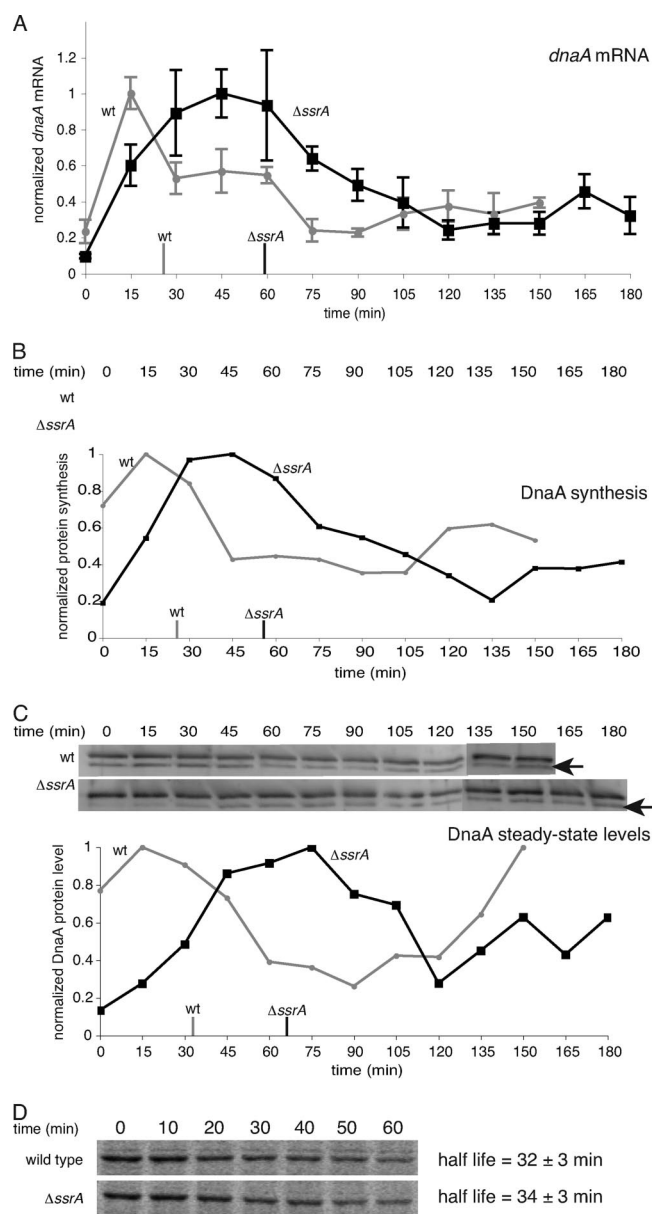 A
dnaA mRNA
normalized dnaA mRNA
1.2
1
0.8
0.6
0.4
0.2
0
wt
ΔssrA
wt
ΔssrA
0 15 30 45 60 75 90 105 120 135 150 165 180
time (min)
B
time (min) 0 15 30 45 60 75 90 105 120 135 150 165 180
wt
ΔssrA
normalized protein synthesis
1
0.8
0.6
0.4
0.2
0
wt
ΔssrA
DnaA synthesis
wt
ΔssrA
0 15 30 45 60 75 90 105 120 135 150 165 180
time (min)
C
time (min) 0 15 30 45 60 75 90 105 120 135 150 165 180
wt
ΔssrA
DnaA steady-state levels
normalized DnaA protein level
1
0.8
0.6
0.4
0.2
0
wt
ΔssrA
wt
ΔssrA
0 15 30 45 60 75 90 105 120 135 150 165 180
time (min)
D
time (min) 0 10 20 30 40 50 60
wild type half life = 32 ± 3 min
ΔssrA half life = 34 ± 3 min